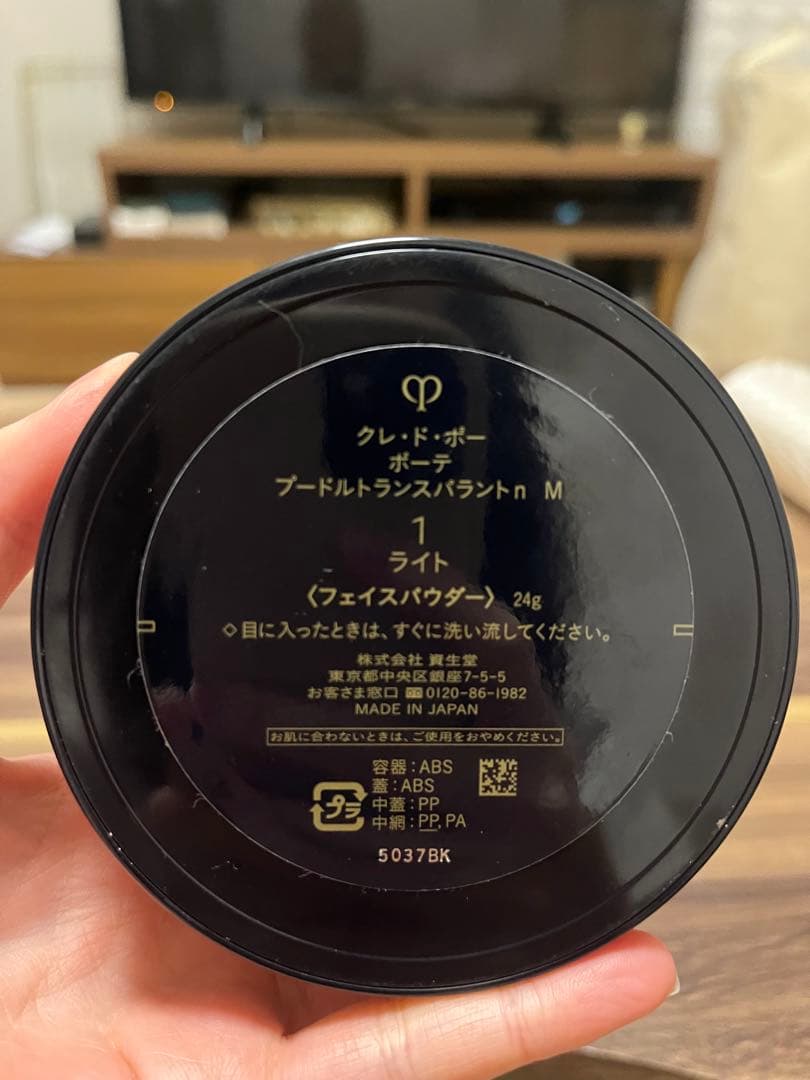 クレ・ド・ポー
ボーテ
プードルトランスパラントn M
1
ライト
〈フェイスパウダー〉 24g
◇目に入ったときは、すぐに洗い流してください。
株式会社 資生堂
東京都中央区銀座7-5-5
お客さま窓口 0120-86-1982
MADE IN JAPAN
お肌に合わないときは、ご使用をおやめください。
容器:ABS
蓋:ABS
中蓋:PP
中網:PP,PA
プラ
5037BK